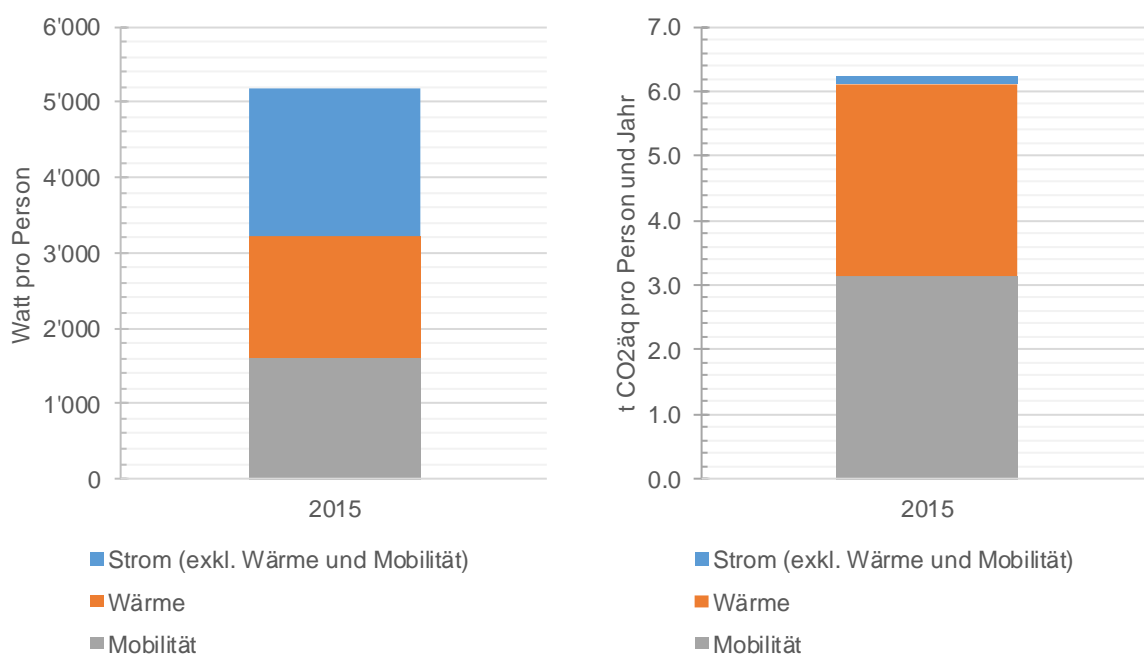 6'000
5'000
4'000
3'000
2'000
1'000
0
Watt pro Person
2015
Strom (exkl. Wärme und Mobilität)
Wärme
Mobilität
7.0
6.0
5.0
4.0
3.0
2.0
1.0
0.0
t CO2äq pro Person und Jahr
2015
Strom (exkl. Wärme und Mobilität)
Wärme
Mobilität